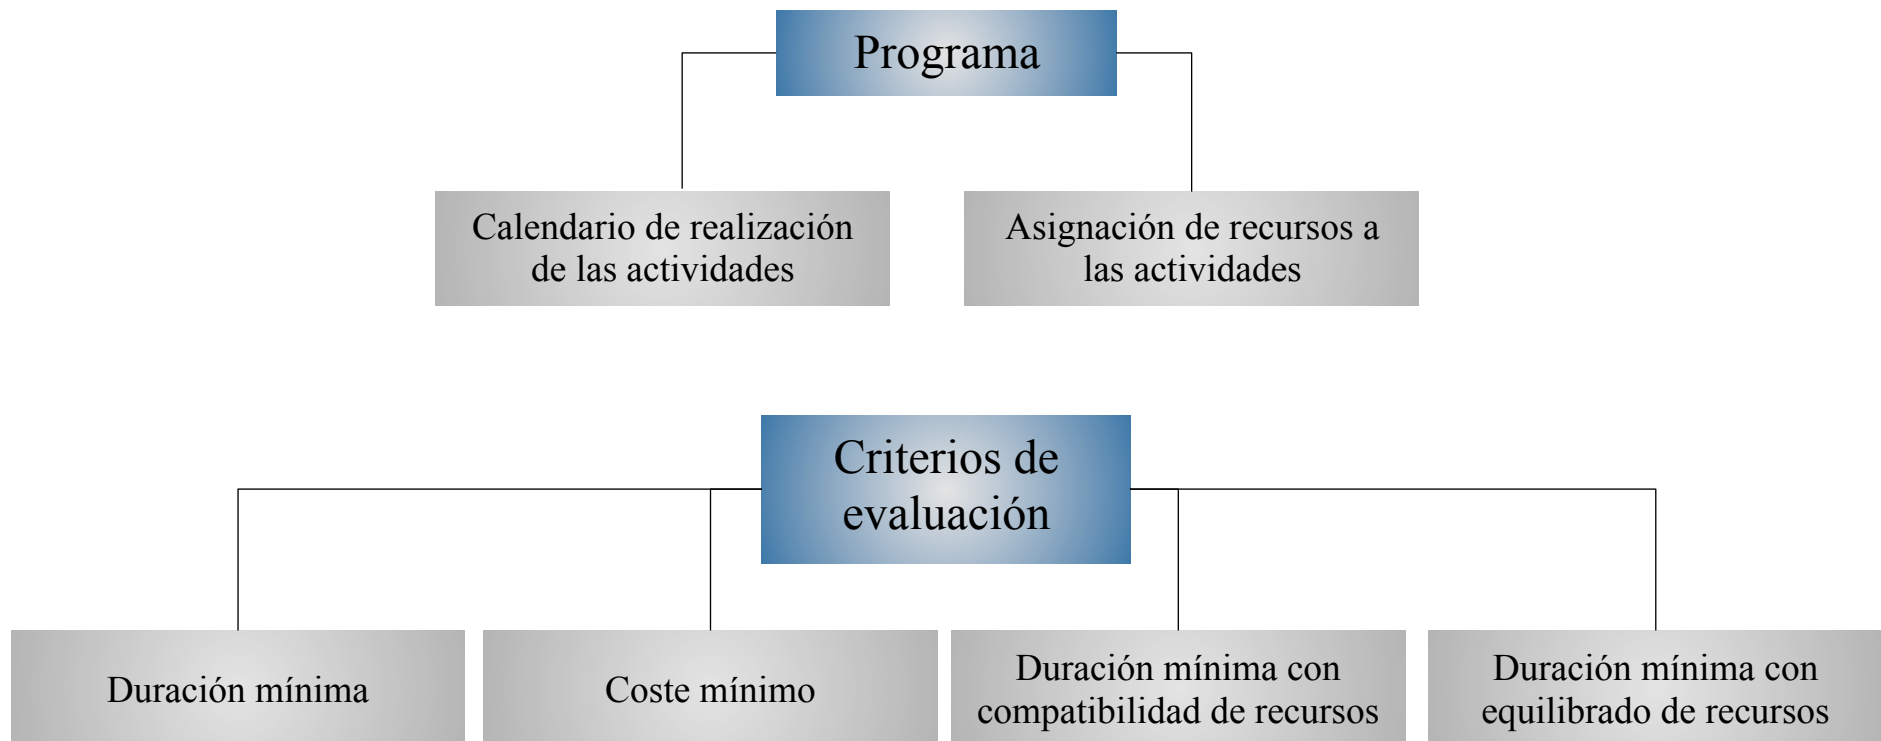 Programa
Calendario de realización
de las actividades
Asignación de recursos a
las actividades
Criterios de
evaluación
Duración mínima
Coste mínimo
Duración mínima con
compatibilidad de recursos
Duración mínima con
equilibrado de recursos